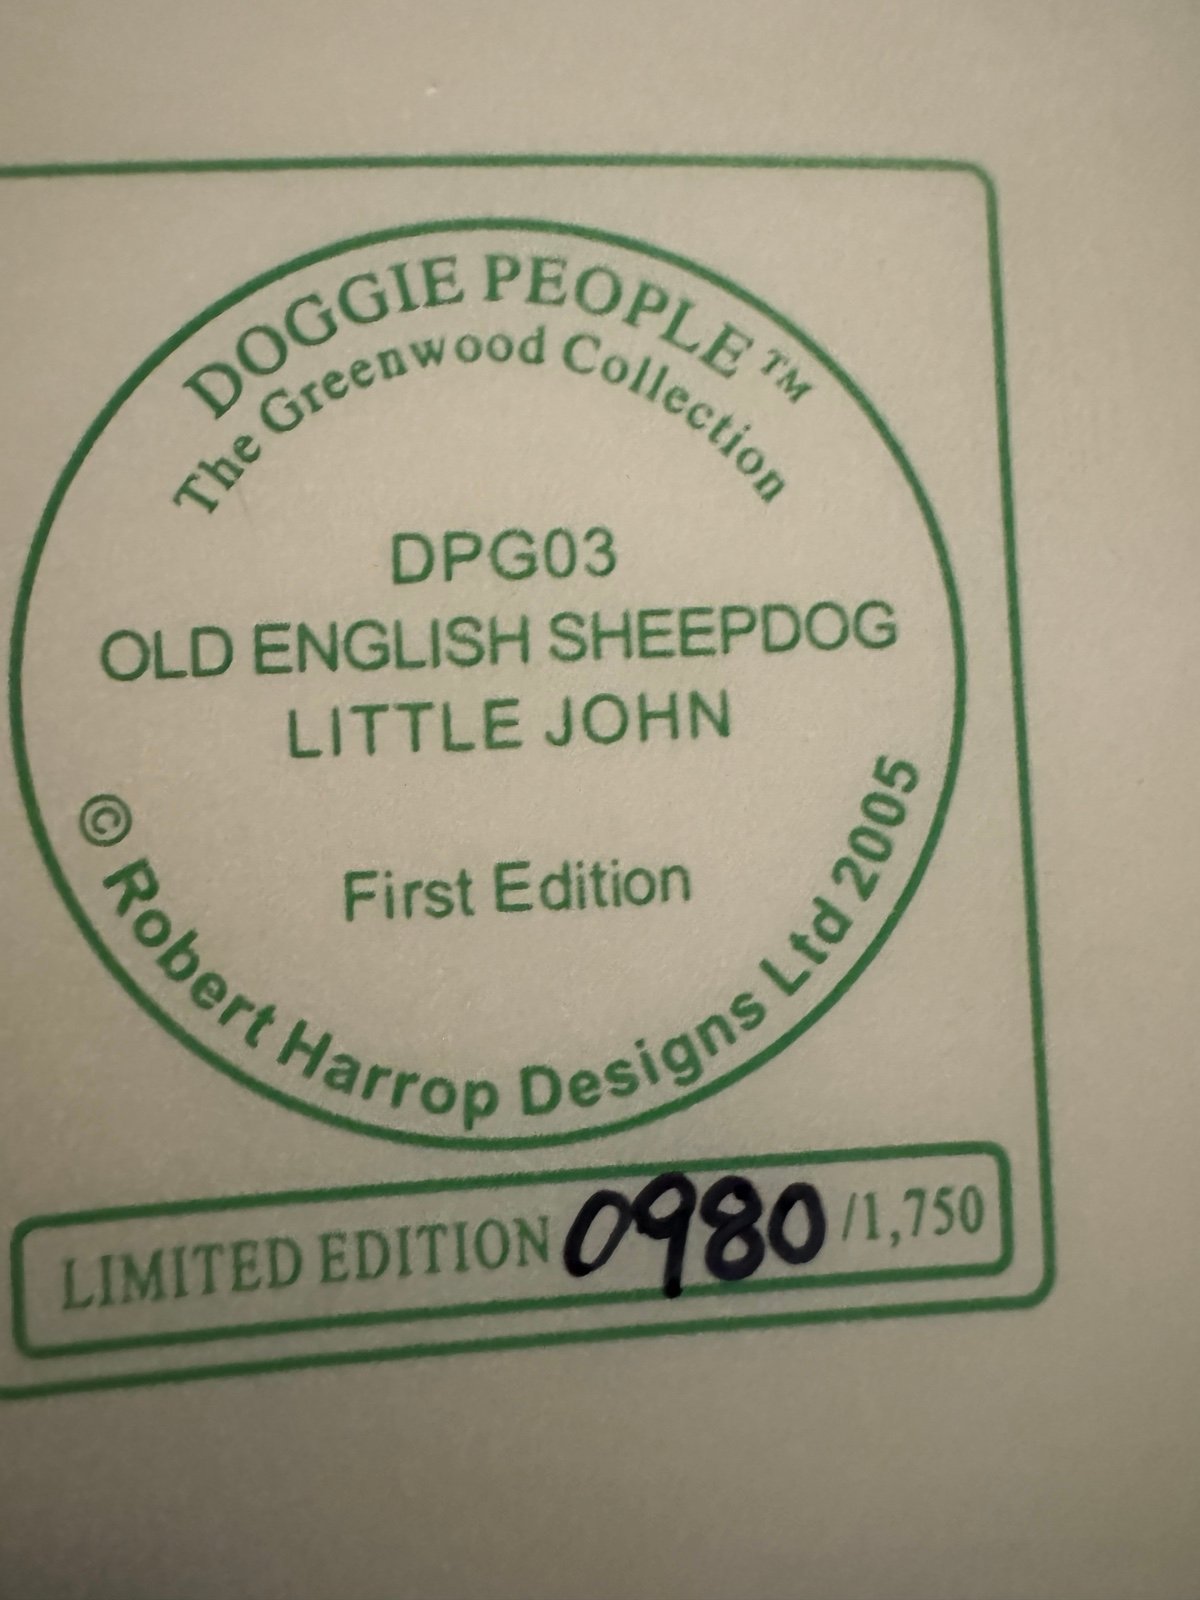 DOGGIE PEOPLE™
The Greenwood Collection
DPG03
OLD ENGLISH SHEEPDOG
LITTLE JOHN
First Edition
© Robert Harrop Designs Ltd 2005
LIMITED EDITION 0980 /1,750